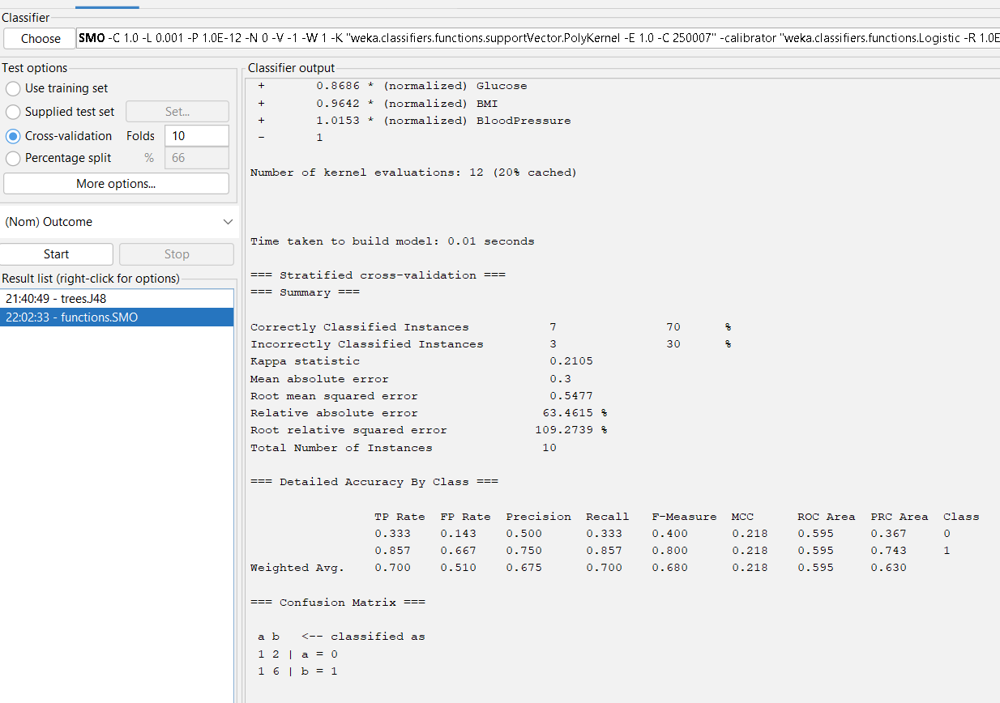 Classifier
Choose SMO -C 1.0 -L 0.001 -P 1.0E-12 -N 0 -V -1 -W 1 -K "weka.classifiers.functions.supportVector.PolyKernel -E 1.0 -C 250007" -calibrator "weka.classifiers.functions.Logistic -R 1.0E
Test options
Use training set
Supplied test set Set...
Cross-validation Folds 10
Percentage split % 66
More options...
(Nom) Outcome
Start Stop
Result list (right-click for options)
21:40:49 - trees.J48
22:02:33 - functions.SMO
Classifier output
+ 0.8686 * (normalized) Glucose
+ 0.9642 * (normalized) BMI
+ 1.0153 * (normalized) BloodPressure
- 1
Number of kernel evaluations: 12 (20% cached)
Time taken to build model: 0.01 seconds
=== Stratified cross-validation ===
=== Summary ===
Correctly Classified Instances 7 70 %
Incorrectly Classified Instances 3 30 %
Kappa statistic 0.2105
Mean absolute error 0.3
Root mean squared error 0.5477
Relative absolute error 63.4615 %
Root relative squared error 109.2739 %
Total Number of Instances 10
=== Detailed Accuracy By Class ===
TP Rate FP Rate Precision Recall F-Measure MCC ROC Area PRC Area Class
0.333 0.143 0.500 0.333 0.400 0.218 0.595 0.367 0
0.857 0.667 0.750 0.857 0.800 0.218 0.595 0.743 1
Weighted Avg. 0.700 0.510 0.675 0.700 0.680 0.218 0.595 0.630
=== Confusion Matrix ===
a b <-- classified as
1 2 | a = 0
1 6 | b = 1